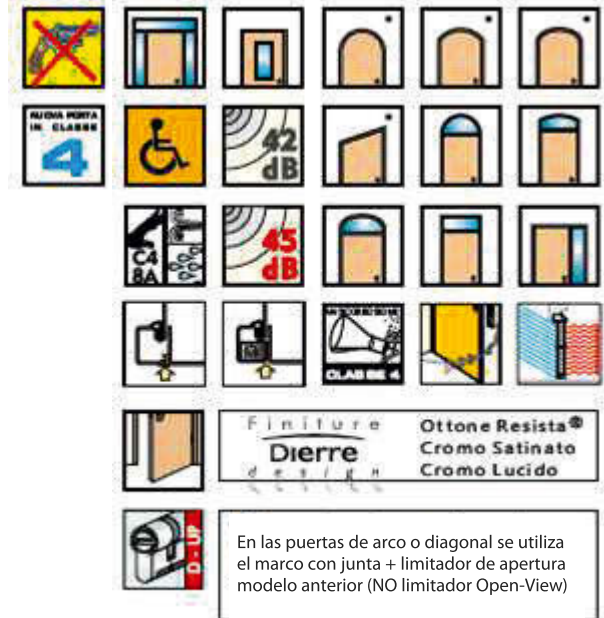 NUOVA PORTA
IN CLASSE
4
42
dB
C4
8A
45
dB
CLASSE 4
Finiture
Dierre
design
Ottone Resista®
Cromo Satinato
Cromo Lucido
D-UP
En las puertas de arco o diagonal se utiliza
el marco con junta + limitador de apertura
modelo anterior (NO limitador Open-View)